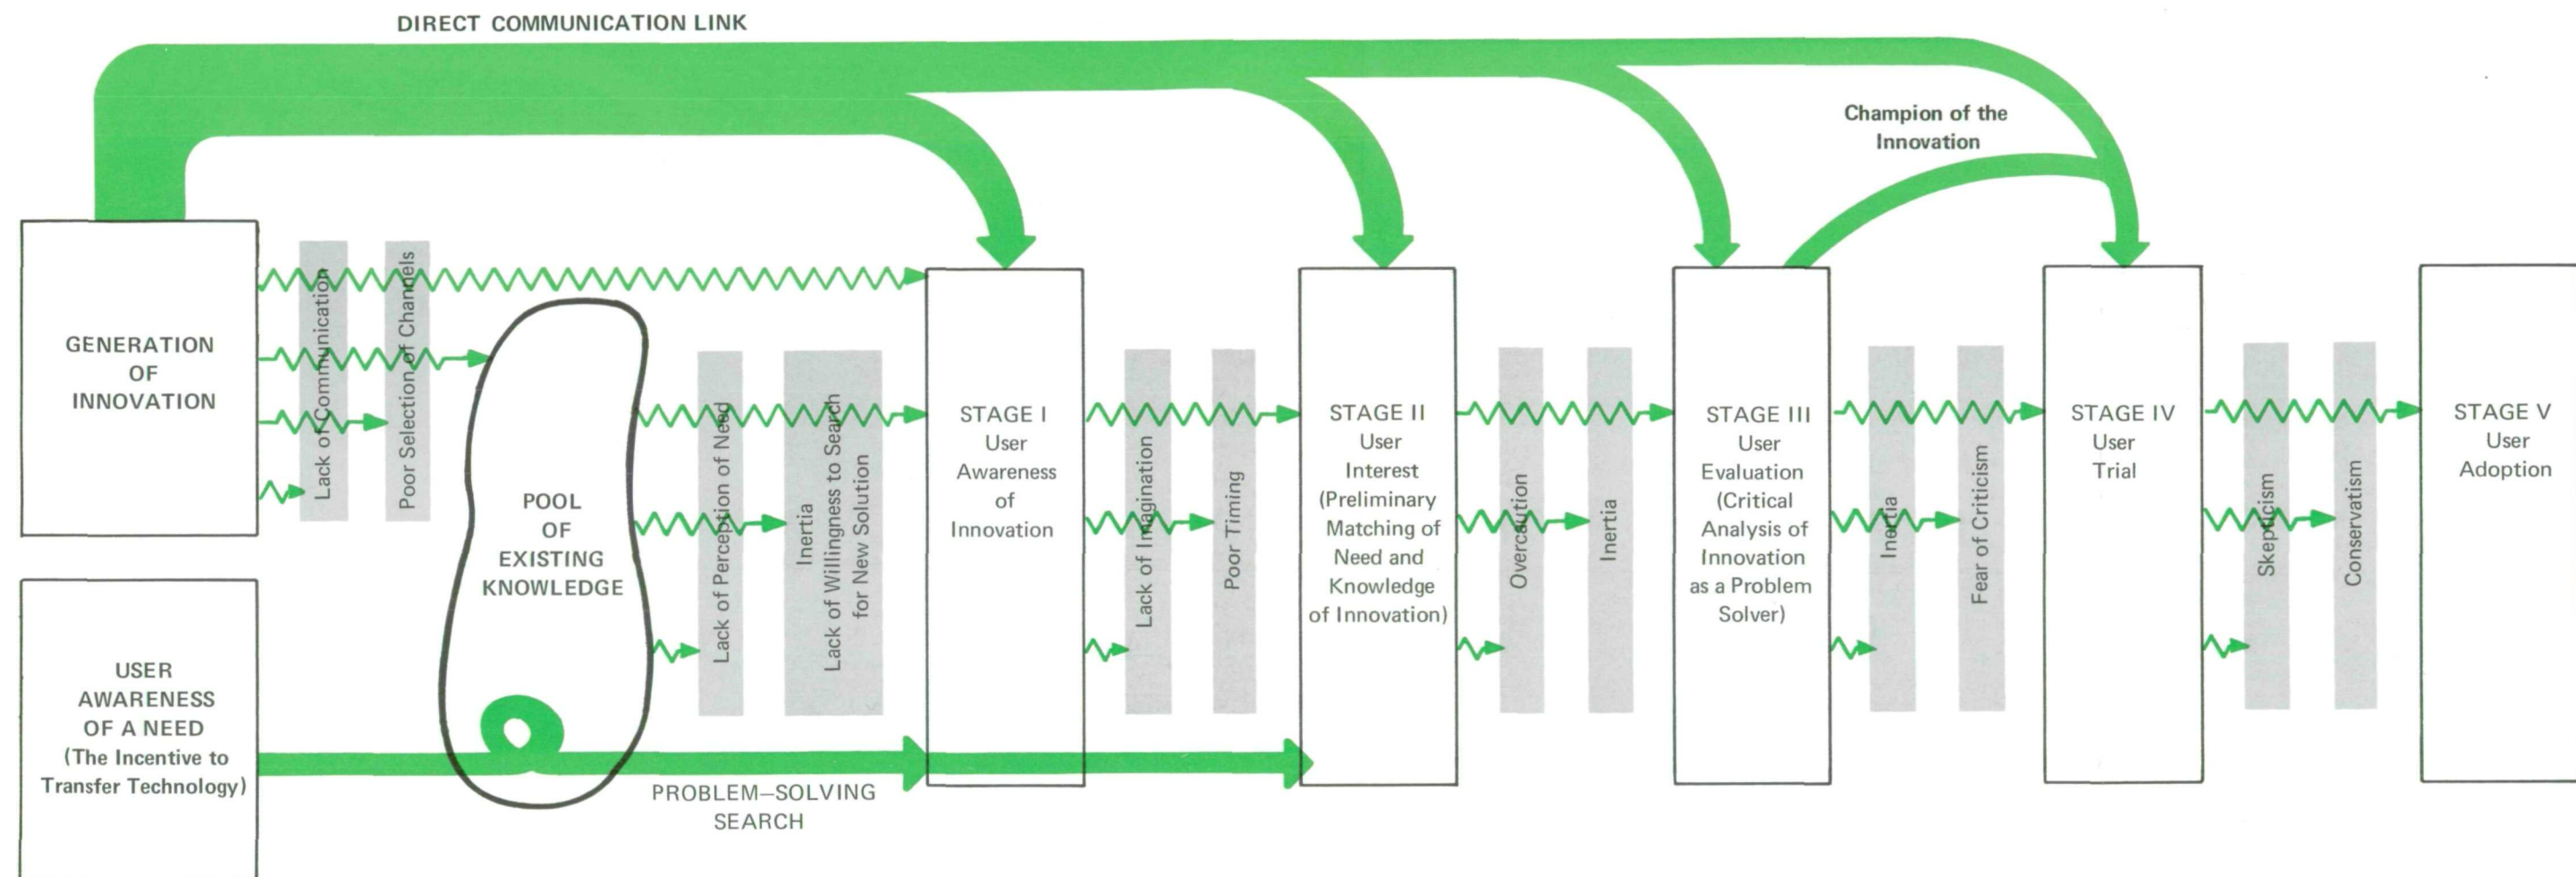 DIRECT COMMUNICATION LINK
Champion of the
Innovation
GENERATION
OF
INNOVATION
Lack of Communication
Poor Selection of Channels
USER
AWARENESS
OF A NEED
(The Incentive to
Transfer Technology)
POOL
OF
EXISTING
KNOWLEDGE
Lack of Perception of Need
Inertia
Lack of Willingness to Search
for New Solution
PROBLEM—SOLVING
SEARCH
STAGE I
User
Awareness
of
Innovation
Lack of Imagination
Poor Timing
STAGE II
User
Interest
(Preliminary
Matching of
Need and
Knowledge
of Innovation)
Overcaution
Inertia
STAGE III
User
Evaluation
(Critical
Analysis of
Innovation
as a Problem
Solver)
Inertia
Fear of Criticism
STAGE IV
User
Trial
Skepticism
Conservatism
STAGE V
User
Adoption